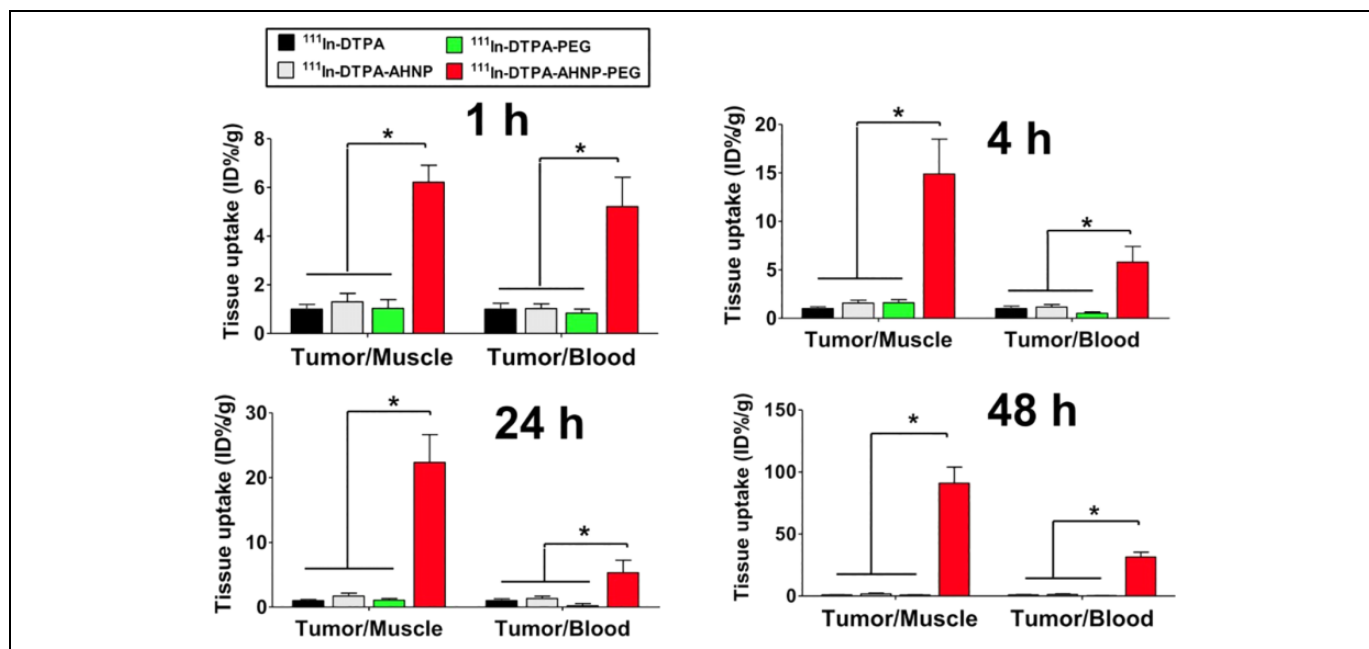 ¹¹¹In-DTPA
¹¹¹In-DTPA-PEG
¹¹¹In-DTPA-AHNP
¹¹¹In-DTPA-AHNP-PEG
1 h
Tissue uptake (ID%/g)
8
6
4
2
0
*
*
Tumor/Muscle
Tumor/Blood
4 h
Tissue uptake (ID%/g)
20
15
10
5
0
*
*
Tumor/Muscle
Tumor/Blood
24 h
Tissue uptake (ID%/g)
30
20
10
0
*
*
Tumor/Muscle
Tumor/Blood
48 h
Tissue uptake (ID%/g)
150
100
50
0
*
*
Tumor/Muscle
Tumor/Blood